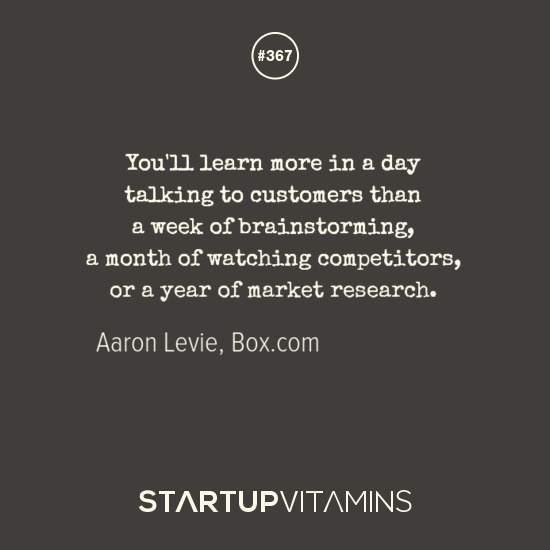 #367
You'll learn more in a day
talking to customers than
a week of brainstorming,
a month of watching competitors,
or a year of market research.
Aaron Levie, Box.com
STARTUPVITAMINS